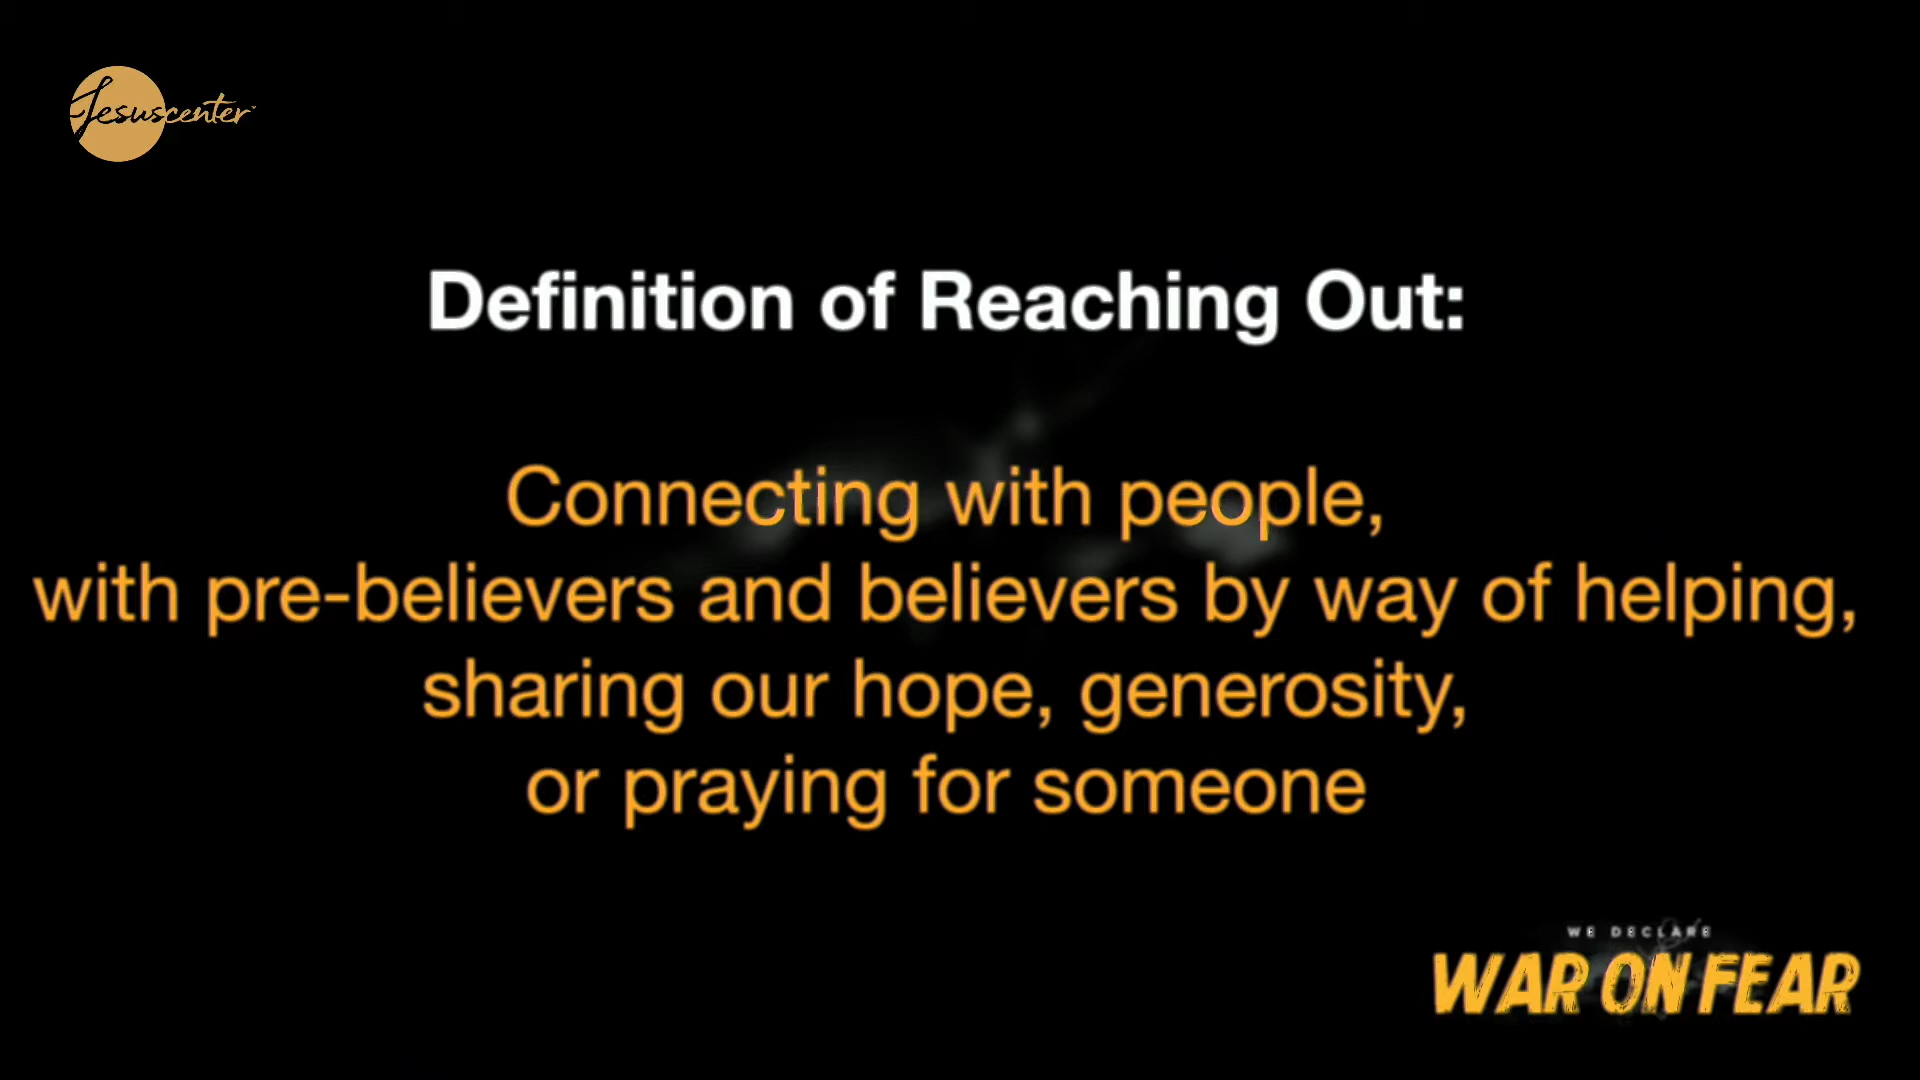 Jesuscenter
Definition of Reaching Out:
Connecting with people,
with pre-believers and believers by way of helping,
sharing our hope, generosity,
or praying for someone
WE DECLARE
WAR ON FEAR